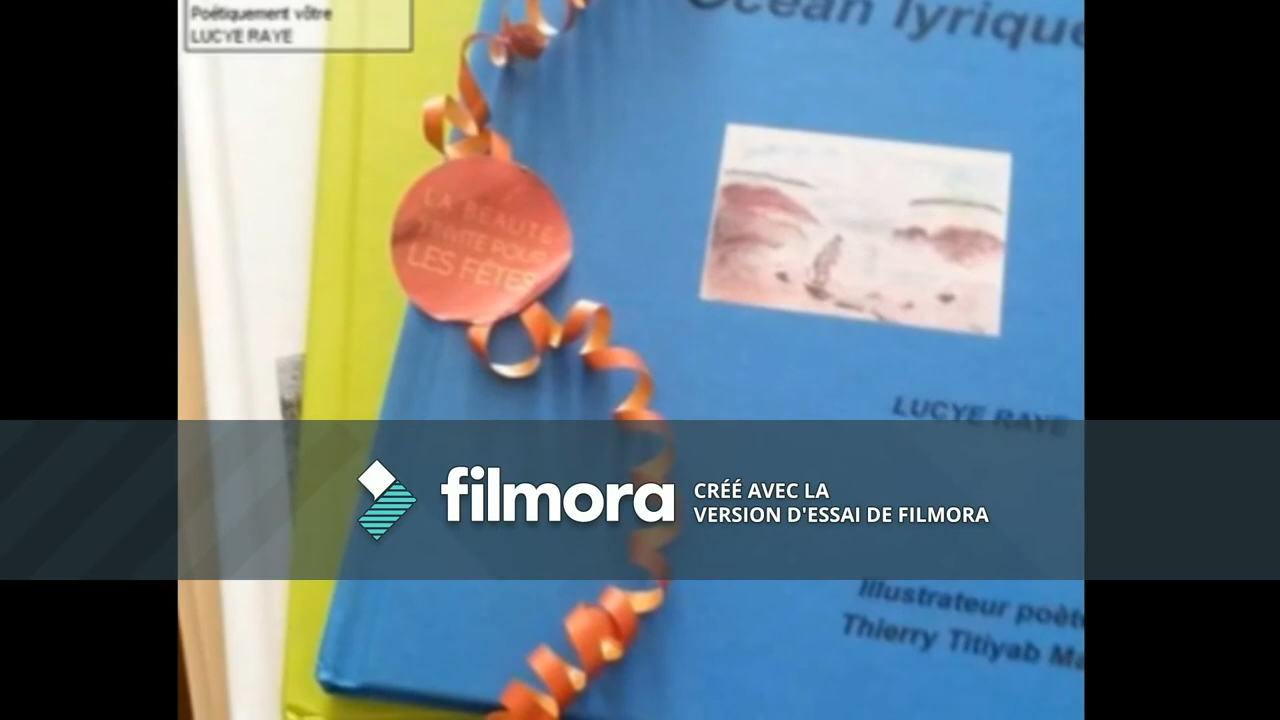 Poétiquement vôtre
LUCYE RAYE
Océan lyrique
LA BEAUTÉ
S'INVITE POUR
LES FÊTES
LUCYE RAYE
filmora
CRÉÉ AVEC LA
VERSION D'ESSAI DE FILMORA
Illustrateur poète
Thierry Titiyab Ma